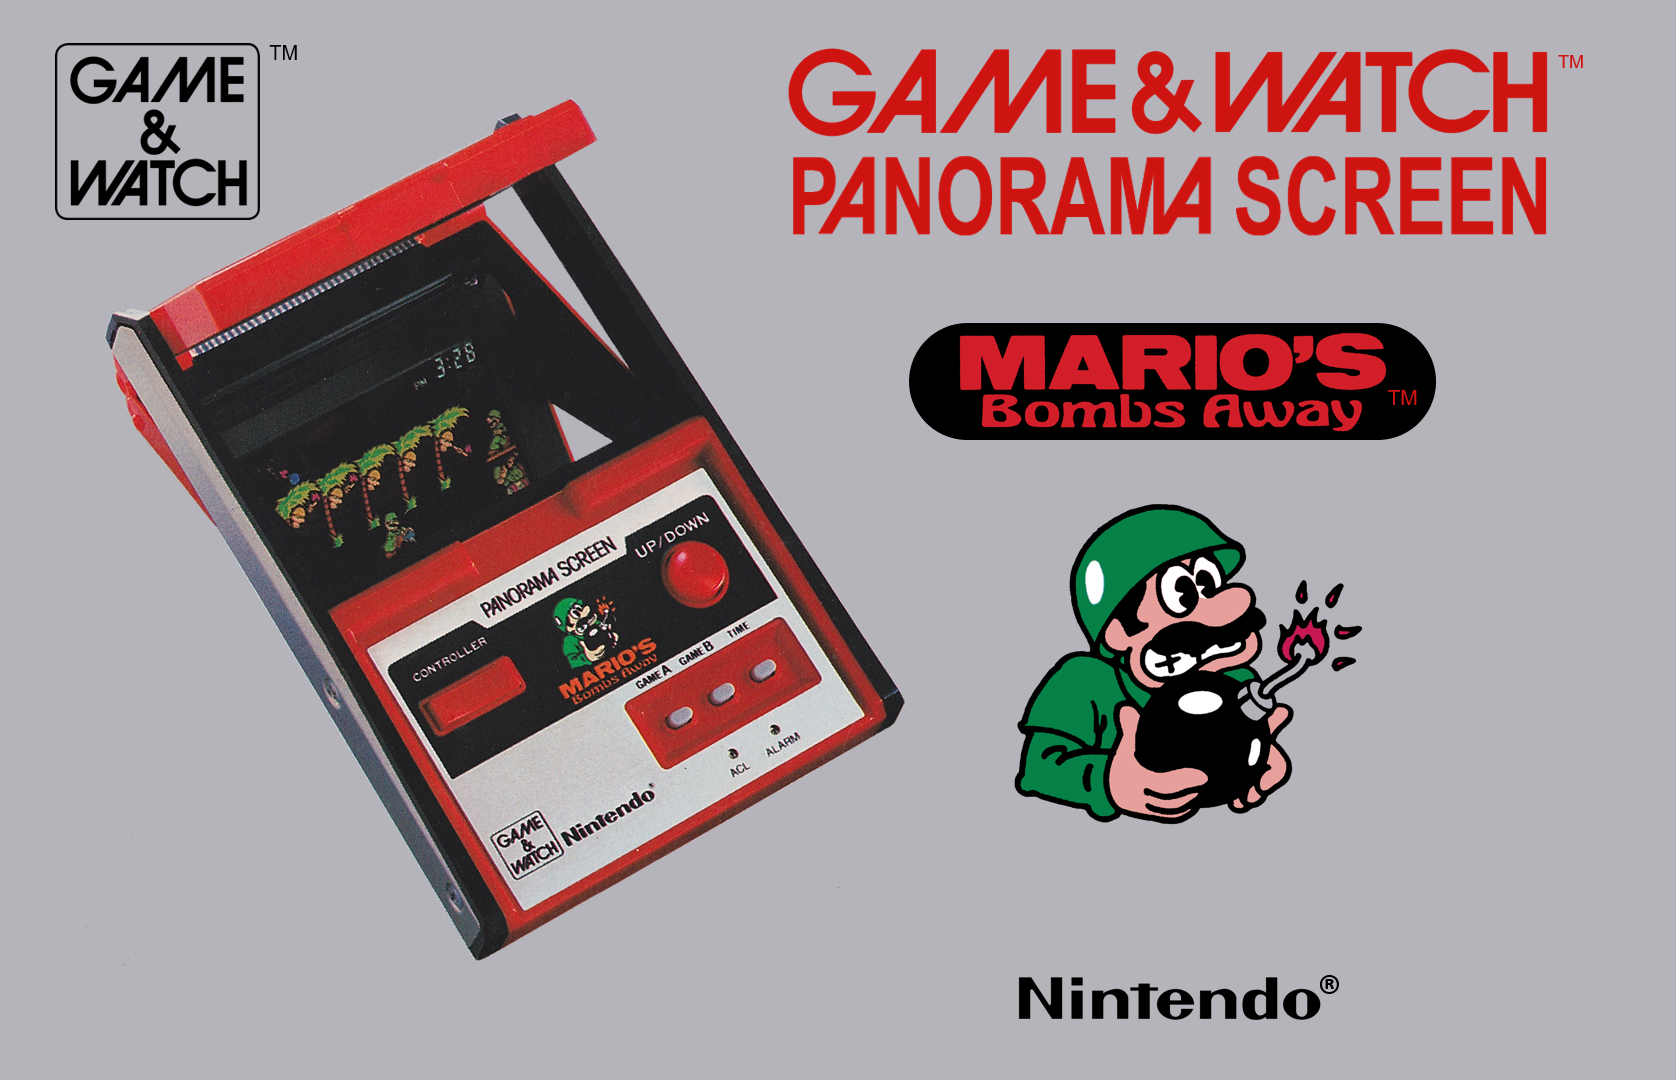 GAME
&
WATCH
TM
GAME & WATCH TM
PANORAMA SCREEN
MARIO'S
Bombs Away TM
PM 3:28
PANORAMA SCREEN
UP/DOWN
CONTROLLER
MARIO'S
Bombs Away
GAME A GAME B TIME
ACL ALARM
GAME
&
WATCH
Nintendo®
Nintendo®